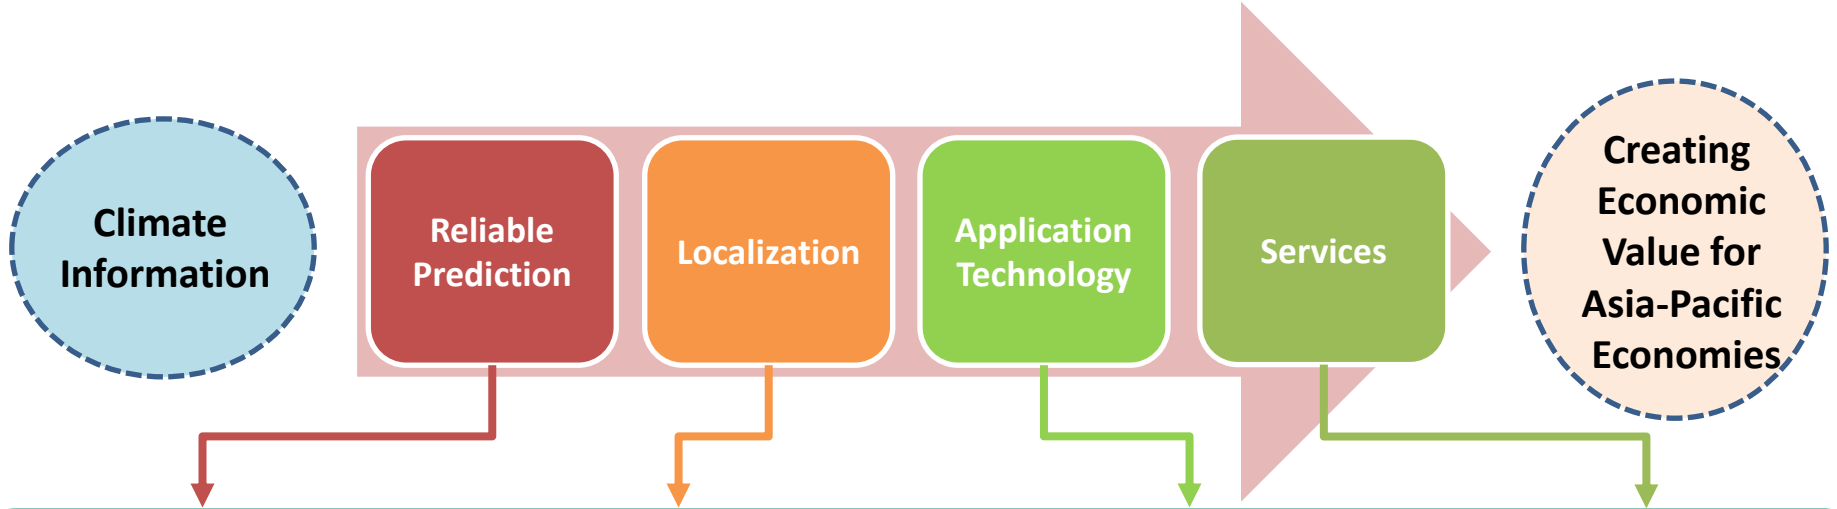 Climate
Information
Reliable
Prediction
Localization
Application
Technology
Services
Creating
Economic
Value for
Asia-Pacific
Economies